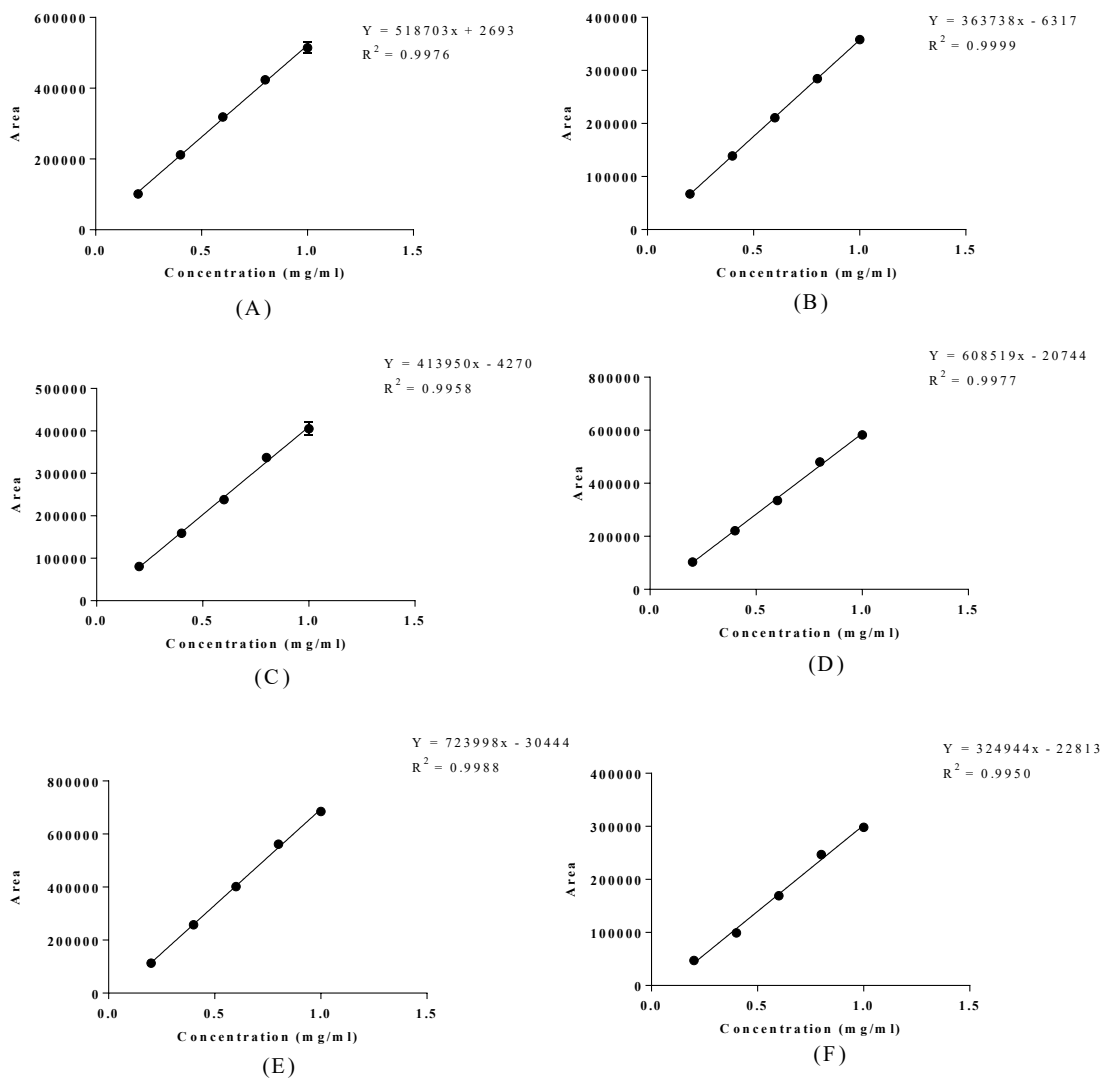 Y = 518703x + 2693
R² = 0.9976
600000
400000
200000
0
Area
0.0 0.5 1.0 1.5
Concentration (mg/ml)
(A)
Y = 363738x - 6317
R² = 0.9999
400000
300000
200000
100000
0
Area
0.0 0.5 1.0 1.5
Concentration (mg/ml)
(B)
Y = 413950x - 4270
R² = 0.9958
500000
400000
300000
200000
100000
0
Area
0.0 0.5 1.0 1.5
Concentration (mg/ml)
(C)
Y = 608519x - 20744
R² = 0.9977
800000
600000
400000
200000
0
Area
0.0 0.5 1.0 1.5
Concentration (mg/ml)
(D)
Y = 723998x - 30444
R² = 0.9988
800000
600000
400000
200000
0
Area
0.0 0.5 1.0 1.5
Concentration (mg/ml)
(E)
Y = 324944x - 22813
R² = 0.9950
400000
300000
200000
100000
0
Area
0.0 0.5 1.0 1.5
Concentration (mg/ml)
(F)